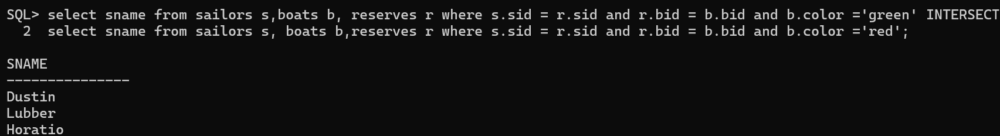 SQL> select sname from sailors s,boats b, reserves r where s.sid = r.sid and r.bid = b.bid and b.color ='green' INTERSECT
  2  select sname from sailors s, boats b,reserves r where s.sid = r.sid and r.bid = b.bid and b.color ='red';
SNAME
---------------
Dustin
Lubber
Horatio